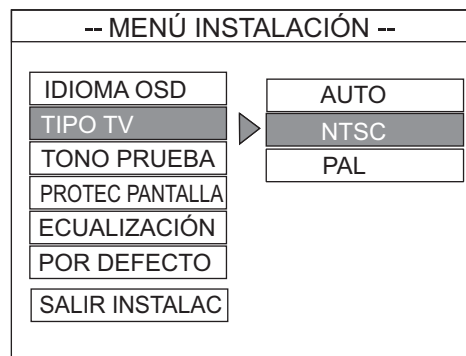 -- MENÚ INSTALACIÓN --
IDIOMA OSD
TIPO TV
TONO PRUEBA
PROTEC PANTALLA
ECUALIZACIÓN
POR DEFECTO
SALIR INSTALAC
AUTO
NTSC
PAL